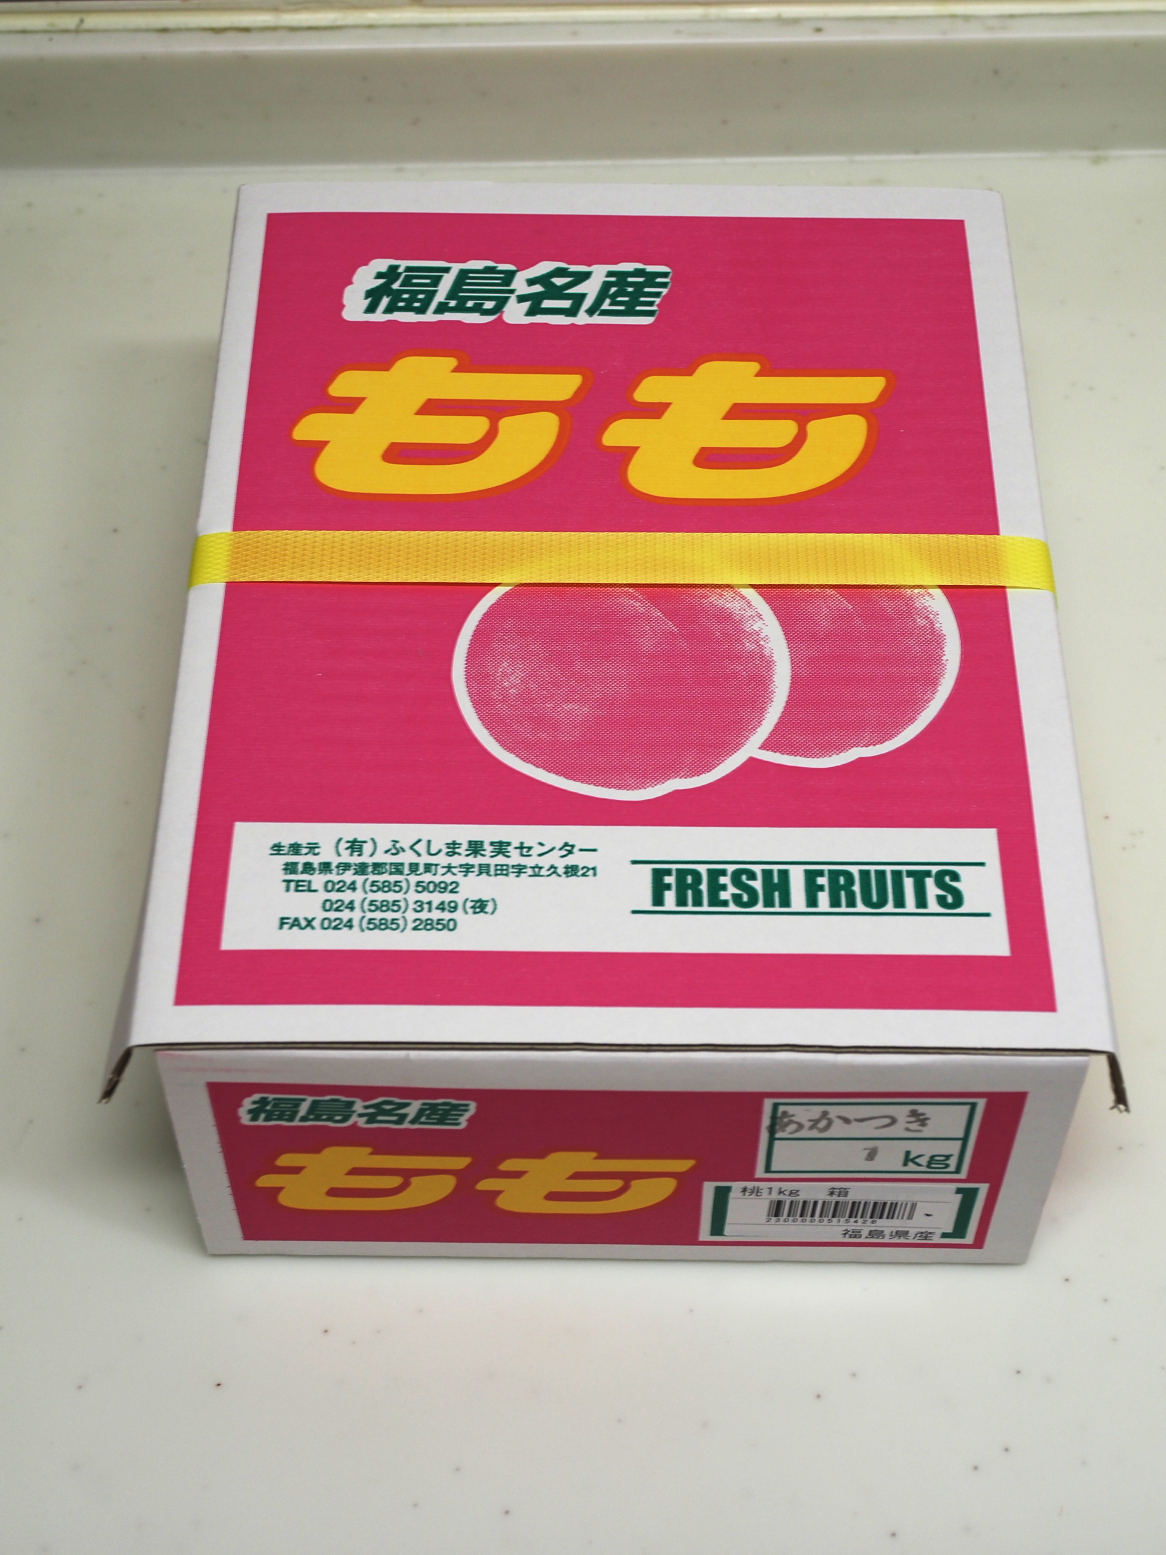 福島名産
もも
生産元 (有)ふくしま果実センター
福島県伊達郡国見町大字貝田字立久根21
TEL 024(585)5092
024(585)3149(夜)
FAX 024(585)2850
FRESH FRUITS
福島名産
もも
あかつき
1 kg
桃1kg 箱
2300000515428
福島県産